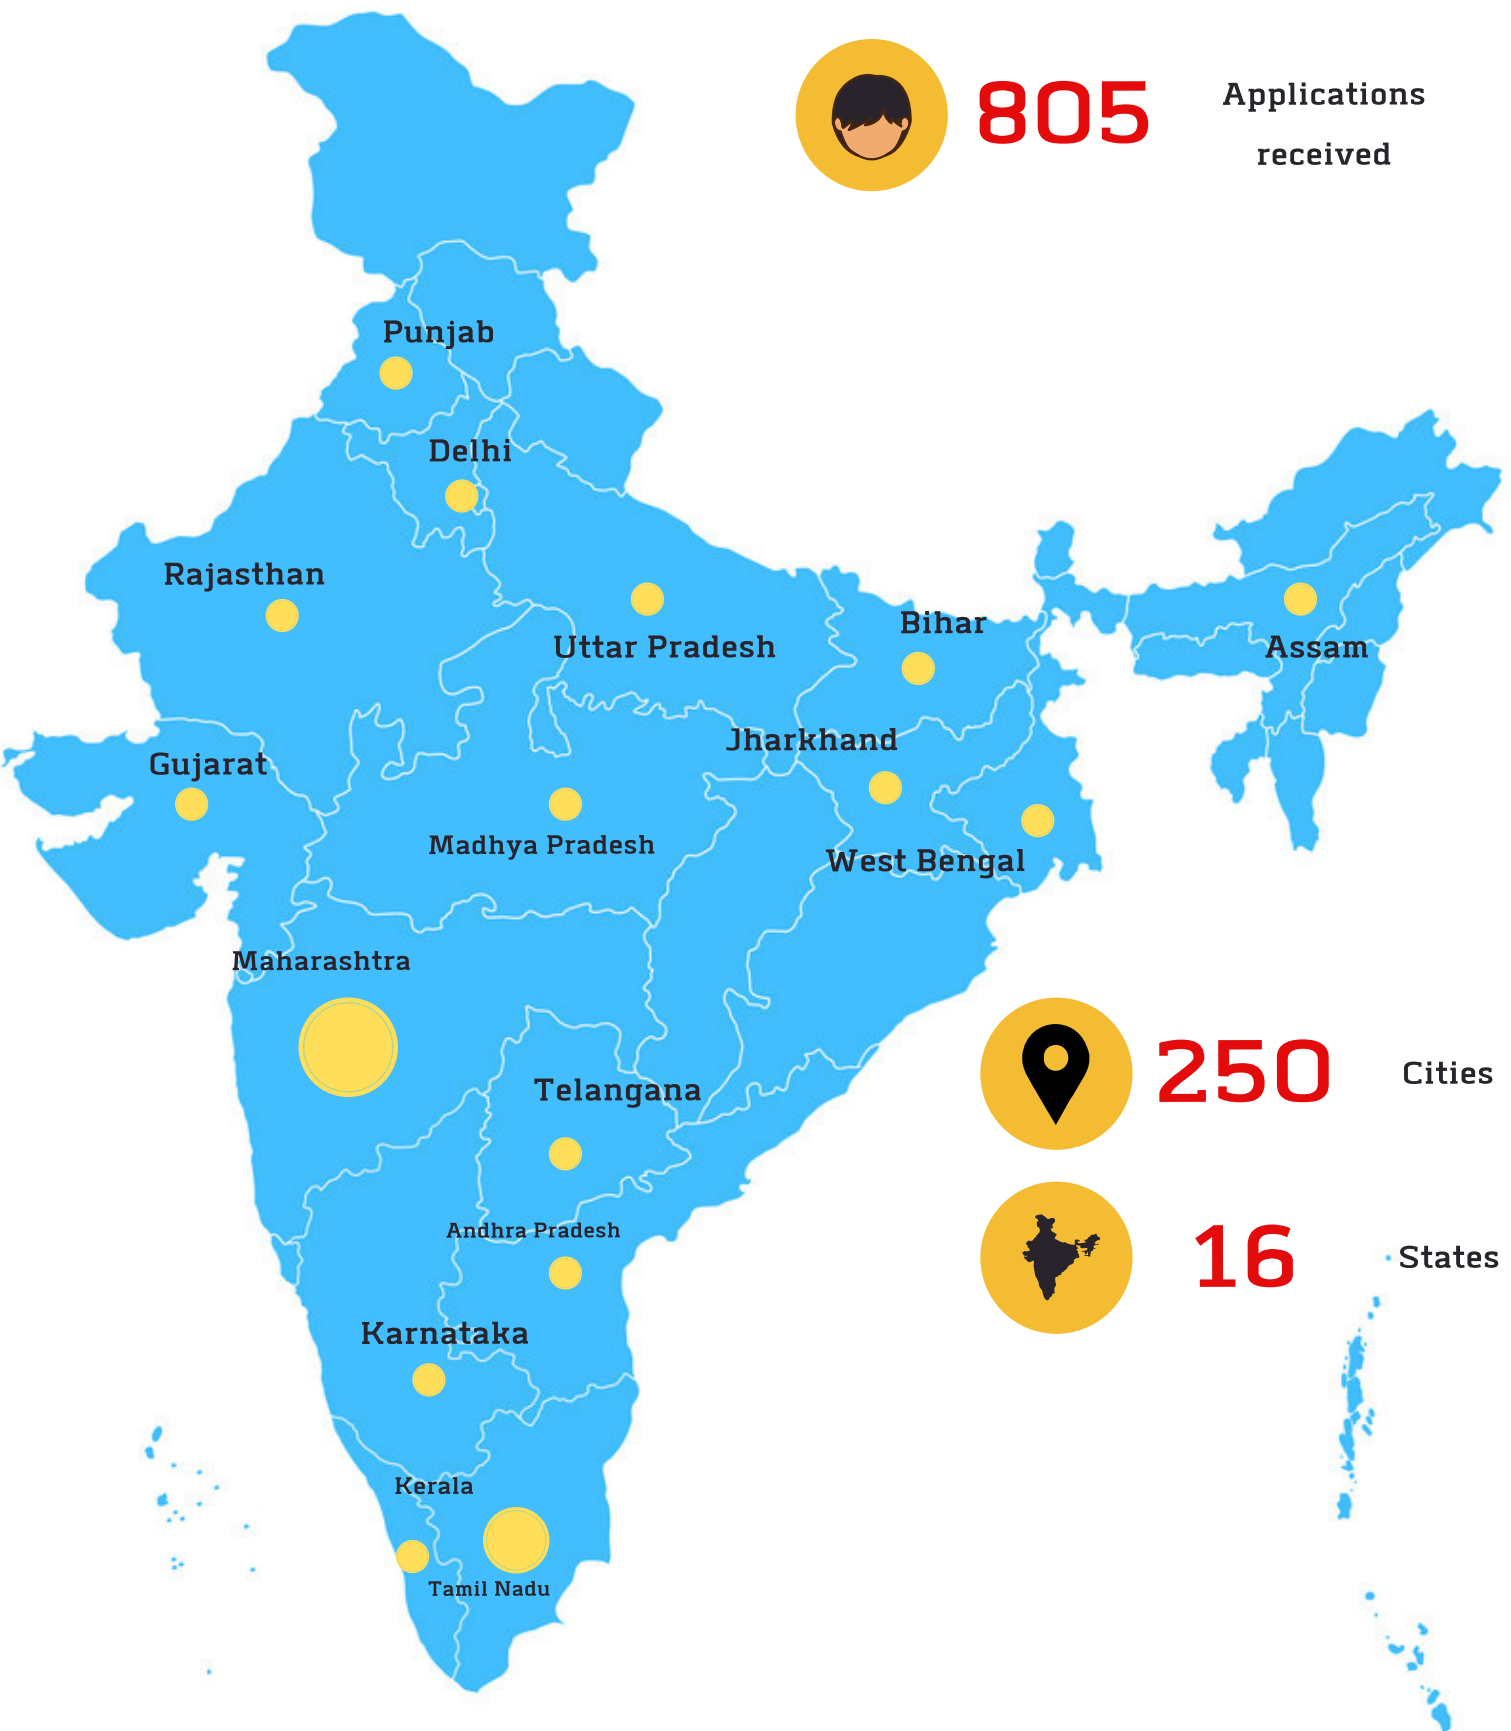 805
Applications
received
Punjab
Delhi
Rajasthan
Uttar Pradesh
Bihar
Assam
Jharkhand
Gujarat
Madhya Pradesh
West Bengal
Maharashtra
250
Cities
Telangana
Andhra Pradesh
16
States
Karnataka
Kerala
Tamil Nadu